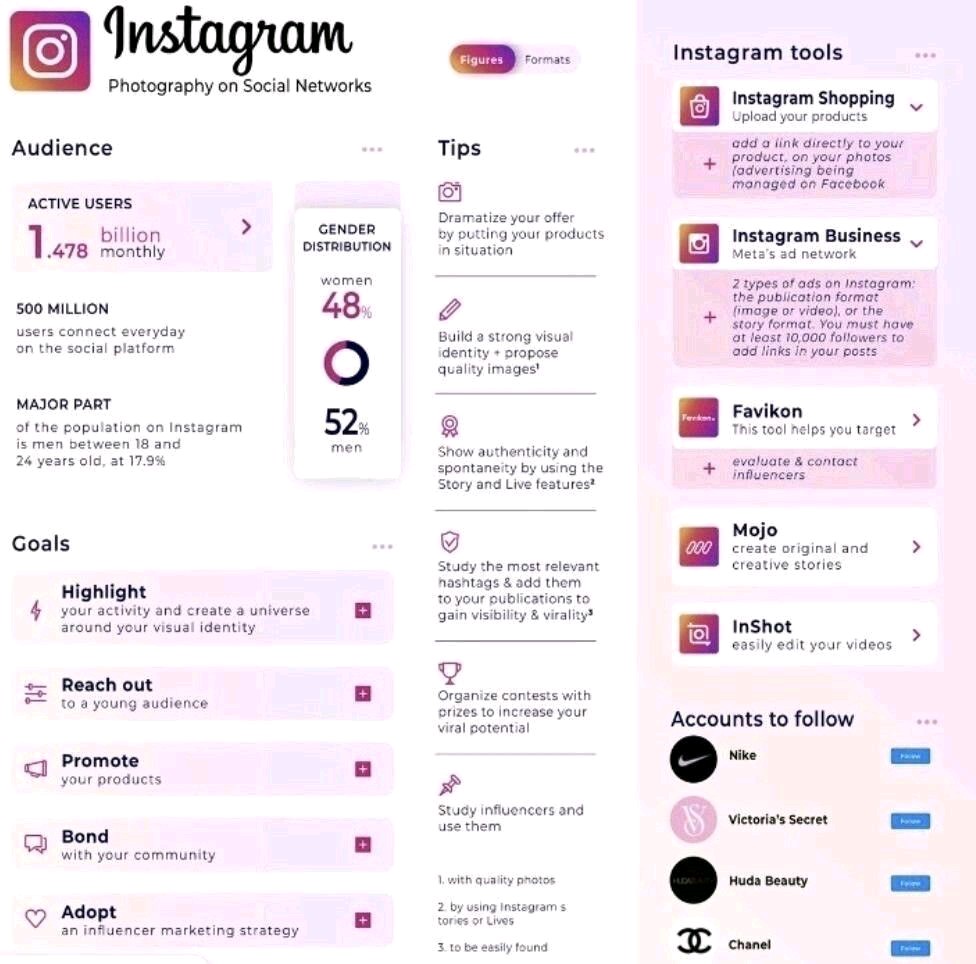 Instagram
Photography on Social Networks
Figures
Formats
Audience
ACTIVE USERS
1.478 billion
monthly
500 MILLION
users connect everyday
on the social platform
MAJOR PART
of the population on Instagram
is men between 18 and
24 years old, at 17.9%
GENDER
DISTRIBUTION
women
48%
52%
men
Goals
Highlight
your activity and create a universe
around your visual identity
Reach out
to a young audience
Promote
your products
Bond
with your community
Adopt
an influencer marketing strategy
Tips
Dramatize your offer
by putting your products
in situation
Build a strong visual
identity + propose
quality images¹
Show authenticity and
spontaneity by using the
Story and Live features²
Study the most relevant
hashtags & add them
to your publications to
gain visibility & virality³
Organize contests with
prizes to increase your
viral potential
Study influencers and
use them
1. with quality photos
2. by using Instagram s
tories or Lives
3. to be easily found
Instagram tools
Instagram Shopping
Upload your products
+ add a link directly to your
product, on your photos
(advertising being
managed on Facebook
Instagram Business
Meta's ad network
+ 2 types of ads on Instagram:
the publication format
(image or video), or the
story format. You must have
at least 10,000 followers to
add links in your posts
Favikon.
Favikon
This tool helps you target
+ evaluate & contact
influencers
Mojo
create original and
creative stories
InShot
easily edit your videos
Accounts to follow
Nike
Follow
VS
Victoria's Secret
Follow
HUDABEAUTY
Huda Beauty
Follow
Chanel
Follow